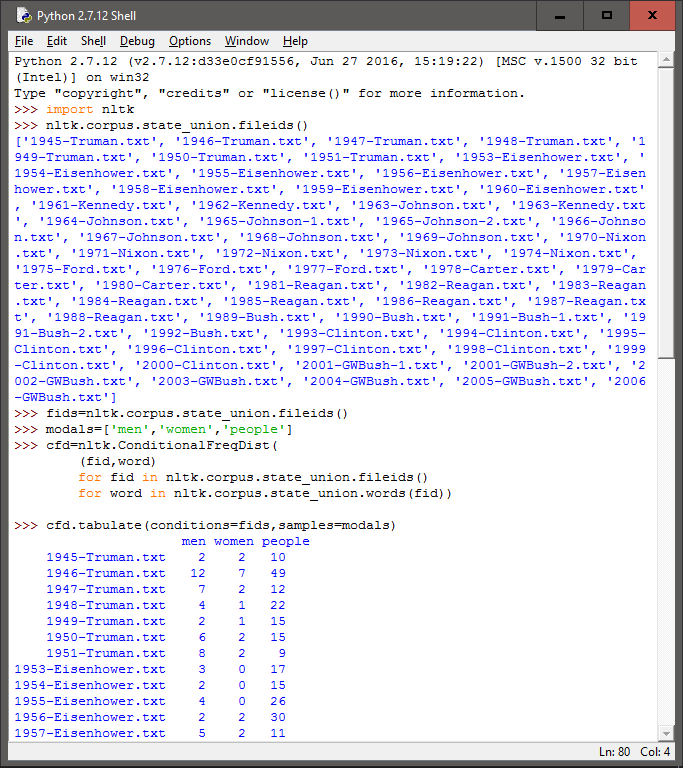 Python 2.7.12 Shell
File Edit Shell Debug Options Window Help
Python 2.7.12 (v2.7.12:d33e0cf91556, Jun 27 2016, 15:19:22) [MSC v.1500 32 bit
(Intel)] on win32
Type "copyright", "credits" or "license()" for more information.
>>> import nltk
>>> nltk.corpus.state_union.fileids()
['1945-Truman.txt', '1946-Truman.txt', '1947-Truman.txt', '1948-Truman.txt', '1
949-Truman.txt', '1950-Truman.txt', '1951-Truman.txt', '1953-Eisenhower.txt', '
1954-Eisenhower.txt', '1955-Eisenhower.txt', '1956-Eisenhower.txt', '1957-Eisen
hower.txt', '1958-Eisenhower.txt', '1959-Eisenhower.txt', '1960-Eisenhower.txt'
, '1961-Kennedy.txt', '1962-Kennedy.txt', '1963-Johnson.txt', '1963-Kennedy.txt
', '1964-Johnson.txt', '1965-Johnson-1.txt', '1965-Johnson-2.txt', '1966-Johnso
n.txt', '1967-Johnson.txt', '1968-Johnson.txt', '1969-Johnson.txt', '1970-Nixon
.txt', '1971-Nixon.txt', '1972-Nixon.txt', '1973-Nixon.txt', '1974-Nixon.txt',
'1975-Ford.txt', '1976-Ford.txt', '1977-Ford.txt', '1978-Carter.txt', '1979-Car
ter.txt', '1980-Carter.txt', '1981-Reagan.txt', '1982-Reagan.txt', '1983-Reagan
.txt', '1984-Reagan.txt', '1985-Reagan.txt', '1986-Reagan.txt', '1987-Reagan.tx
t', '1988-Reagan.txt', '1989-Bush.txt', '1990-Bush.txt', '1991-Bush-1.txt', '19
91-Bush-2.txt', '1992-Bush.txt', '1993-Clinton.txt', '1994-Clinton.txt', '1995-
Clinton.txt', '1996-Clinton.txt', '1997-Clinton.txt', '1998-Clinton.txt', '1999
-Clinton.txt', '2000-Clinton.txt', '2001-GWBush-1.txt', '2001-GWBush-2.txt', '2
002-GWBush.txt', '2003-GWBush.txt', '2004-GWBush.txt', '2005-GWBush.txt', '2006
-GWBush.txt']
>>> fids=nltk.corpus.state_union.fileids()
>>> modals=['men','women','people']
>>> cfd=nltk.ConditionalFreqDist(
(fid,word)
for fid in nltk.corpus.state_union.fileids()
for word in nltk.corpus.state_union.words(fid))
>>> cfd.tabulate(conditions=fids,samples=modals)
men women people
1945-Truman.txt 2 2 10
1946-Truman.txt 12 7 49
1947-Truman.txt 7 2 12
1948-Truman.txt 4 1 22
1949-Truman.txt 2 1 15
1950-Truman.txt 6 2 15
1951-Truman.txt 8 2 9
1953-Eisenhower.txt 3 0 17
1954-Eisenhower.txt 2 0 15
1955-Eisenhower.txt 4 0 26
1956-Eisenhower.txt 2 2 30
1957-Eisenhower.txt 5 2 11
Ln: 80 Col: 4